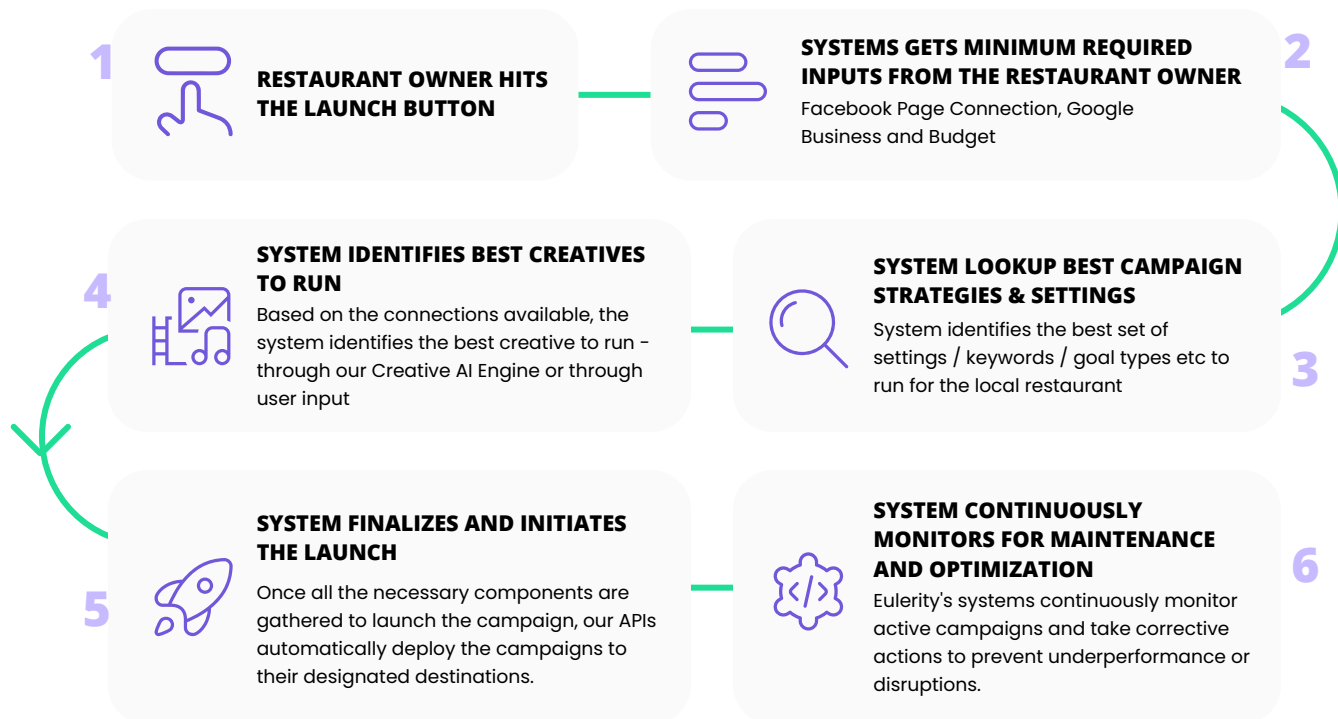 1
RESTAURANT OWNER HITS
THE LAUNCH BUTTON
2
SYSTEMS GETS MINIMUM REQUIRED
INPUTS FROM THE RESTAURANT OWNER
Facebook Page Connection, Google
Business and Budget
3
SYSTEM LOOKUP BEST CAMPAIGN
STRATEGIES & SETTINGS
System identifies the best set of
settings / keywords / goal types etc to
run for the local restaurant
4
SYSTEM IDENTIFIES BEST CREATIVES
TO RUN
Based on the connections available, the
system identifies the best creative to run -
through our Creative AI Engine or through
user input
5
SYSTEM FINALIZES AND INITIATES
THE LAUNCH
Once all the necessary components are
gathered to launch the campaign, our APIs
automatically deploy the campaigns to
their designated destinations.
6
SYSTEM CONTINUOUSLY
MONITORS FOR MAINTENANCE
AND OPTIMIZATION
Eulerity's systems continuously monitor
active campaigns and take corrective
actions to prevent underperformance or
disruptions.